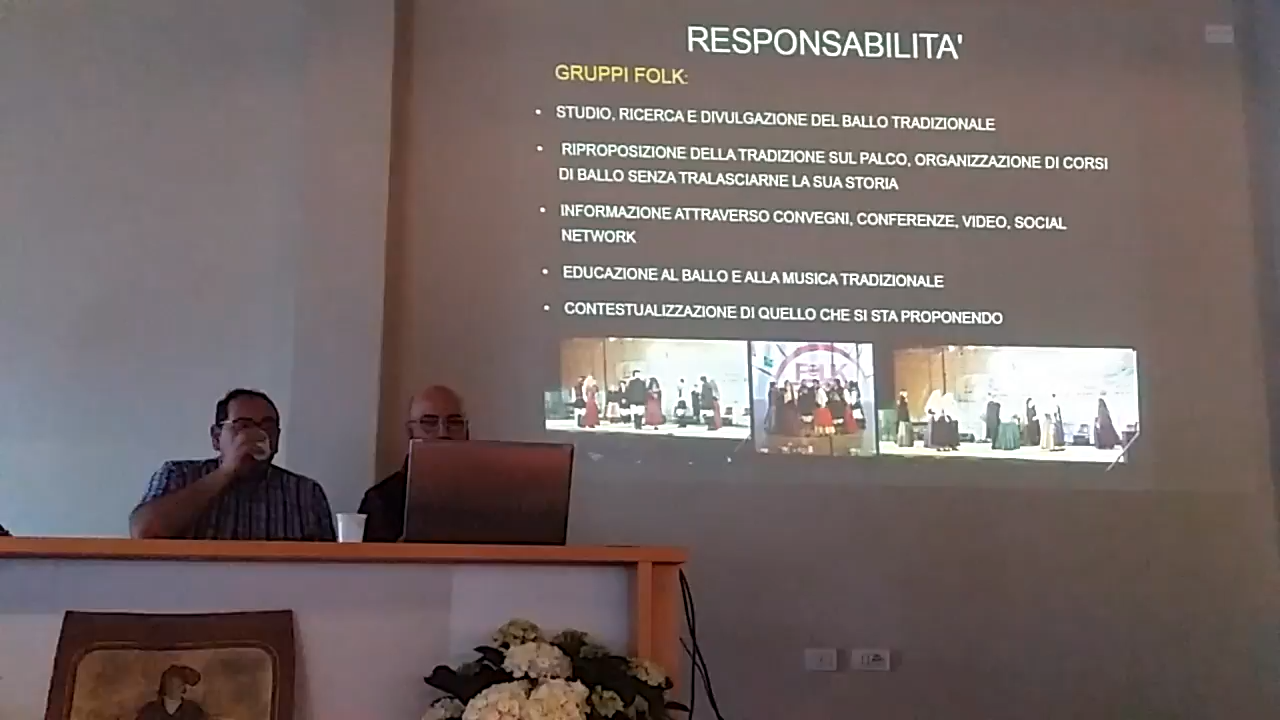 RESPONSABILITA'
GRUPPI FOLK:
• STUDIO, RICERCA E DIVULGAZIONE DEL BALLO TRADIZIONALE
• RIPROPOSIZIONE DELLA TRADIZIONE SUL PALCO, ORGANIZZAZIONE DI CORSI
DI BALLO SENZA TRALASCIARNE LA SUA STORIA
• INFORMAZIONE ATTRAVERSO CONVEGNI, CONFERENZE, VIDEO, SOCIAL
NETWORK
• EDUCAZIONE AL BALLO E ALLA MUSICA TRADIZIONALE
• CONTESTUALIZZAZIONE DI QUELLO CHE SI STA PROPONENDO
FOLK